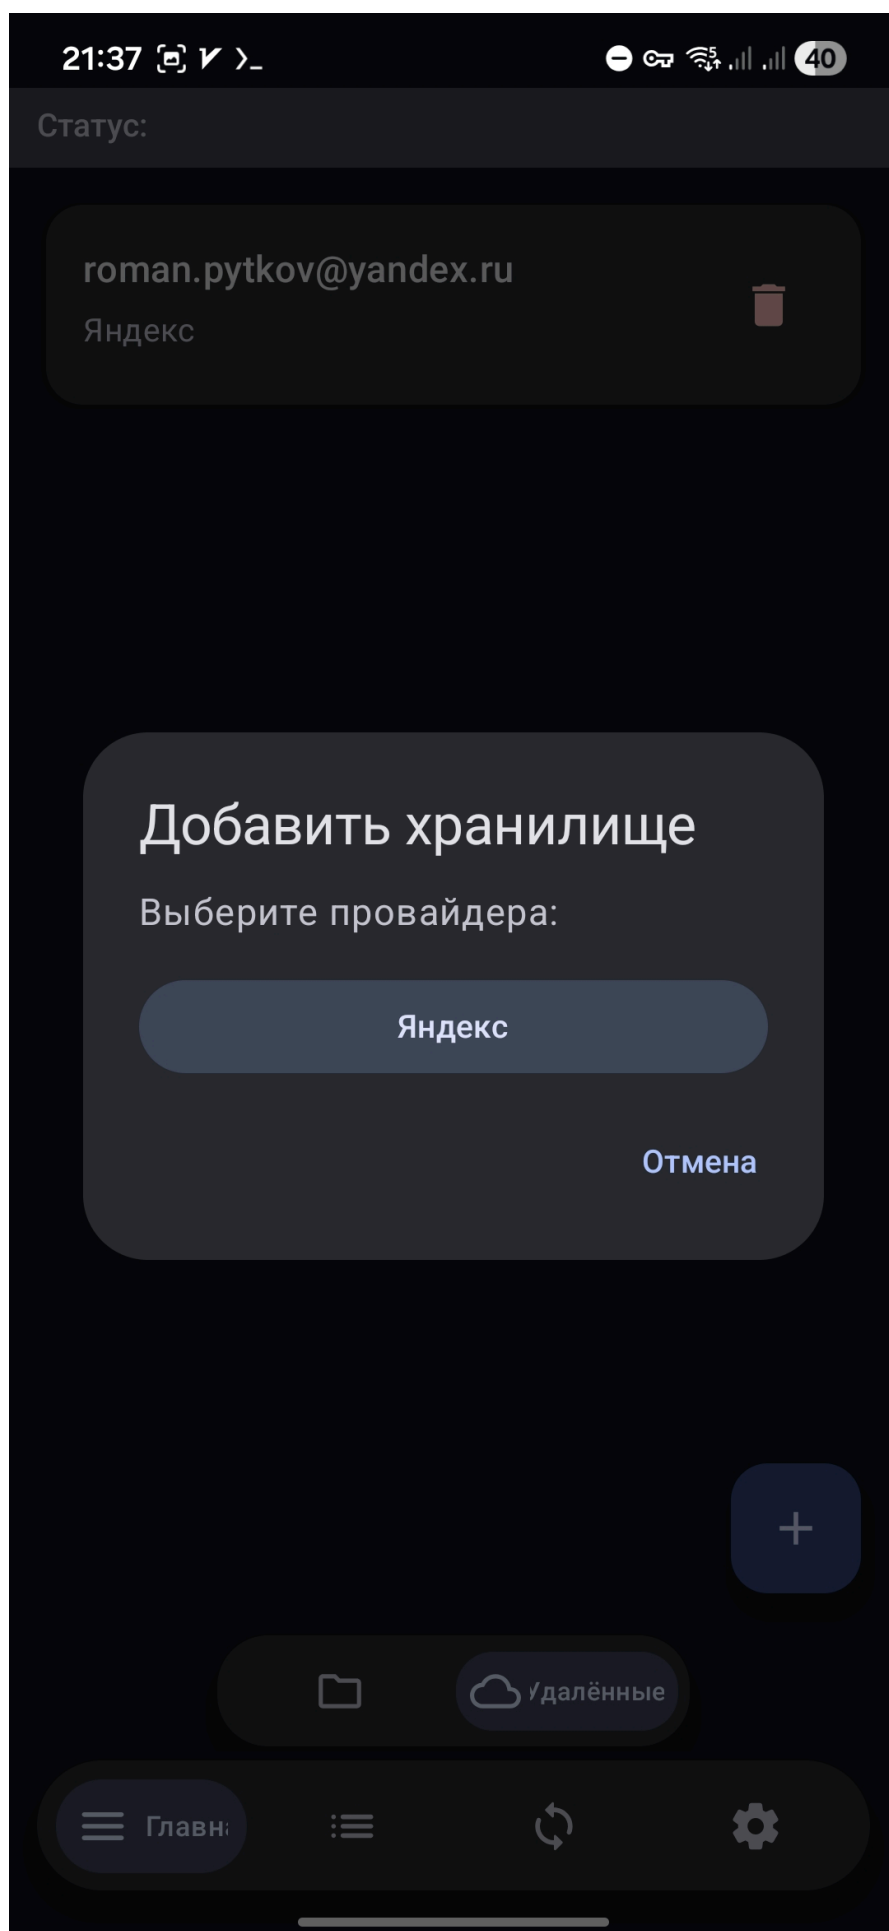 21:37
40
Статус:
roman.pytkov@yandex.ru
Яндекс
Добавить хранилище
Выберите провайдера:
Яндекс
Отмена
Удалённые
Главн